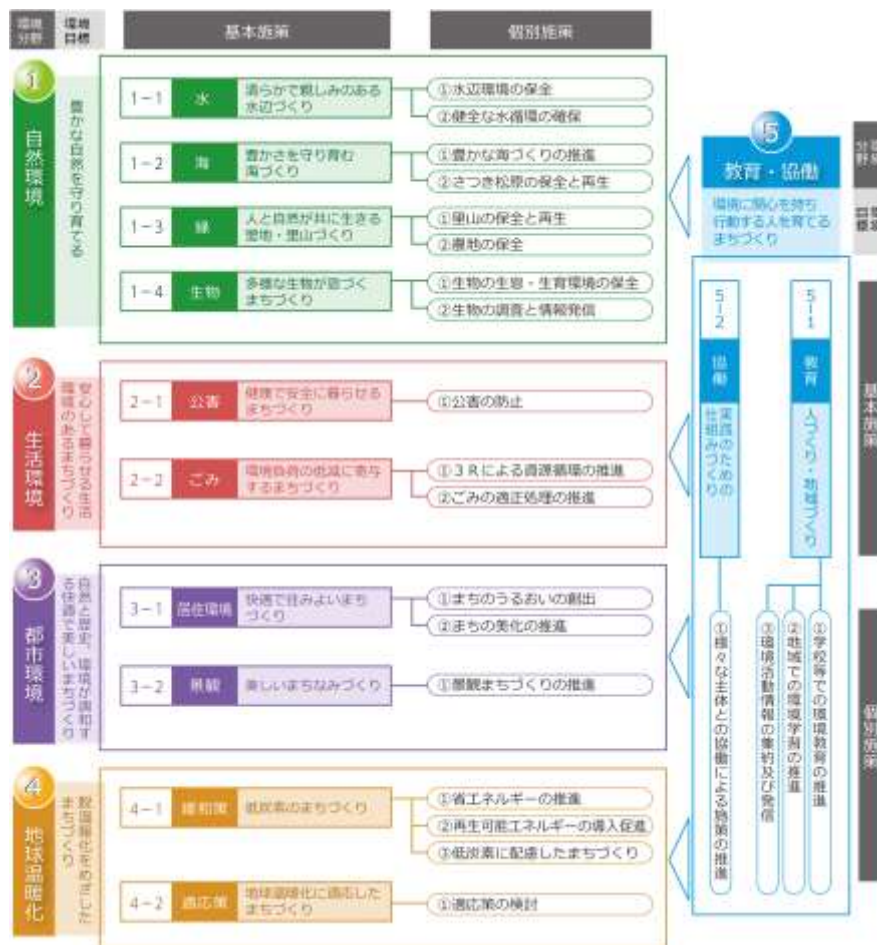 環境
分野
環境
目標
基本施策
個別施策
1
自然環境
豊かな自然を守り育てる
1-1
水
清らかで親しみのある
水辺づくり
①水辺環境の保全
②健全な水循環の確保
1-2
海
豊かさを守り育む
海づくり
①豊かな海づくりの推進
②さつき松原の保全と再生
1-3
緑
人と自然が共に生きる
里地・里山づくり
①里山の保全と再生
②農地の保全
1-4
生物
多様な生物が息づく
まちづくり
①生物の生息・生育環境の保全
②生物の調査と情報発信
2
生活環境
安心して暮らせる生活
環境のあるまちづくり
2-1
公害
健康で安全に暮らせる
まちづくり
①公害の防止
2-2
ごみ
環境負荷の低減に寄与
するまちづくり
①3Rによる資源循環の推進
②ごみの適正処理の推進
3
都市環境
自然と歴史、環境が調和す
る快適で美しいまちづくり
3-1
居住環境
快適で住みよいまち
づくり
①まちのうるおいの創出
②まちの美化の推進
3-2
景観
美しいまちなみづくり
①景観まちづくりの推進
4
地球温暖化
脱温暖化をめざした
まちづくり
4-1
緩和策
低炭素のまちづくり
①省エネルギーの推進
②再生可能エネルギーの導入促進
③低炭素に配慮したまちづくり
4-2
適応策
地球温暖化に適応した
まちづくり
①適応策の検討
5
教育・協働
環境に関心を持ち
行動する人を育てる
まちづくり
環境
分野
環境
目標
基本施策
個別施策
5-1
教育
人づくり・地域づくり
①学校等での環境教育の推進
②地域での環境学習の推進
③環境活動情報の集約及び発信
5-2
協働
実践のための
仕組みづくり
①様々な主体との協働による施策の推進